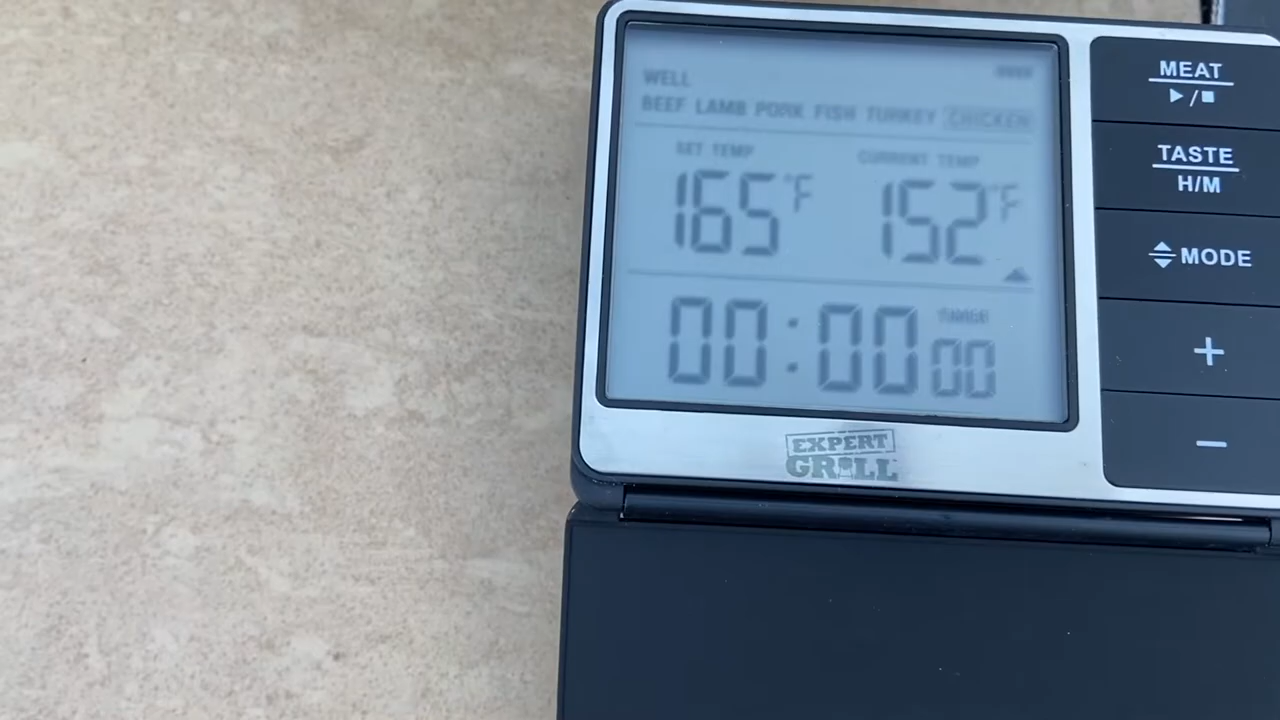 WELL
BEEF LAMB PORK FISH TURKEY CHICKEN
SET TEMP CURRENT TEMP
165°F 152°F
TIMER
00:00 00
EXPERT
GRILL
MEAT
▶/■
TASTE
H/M
MODE
+
−